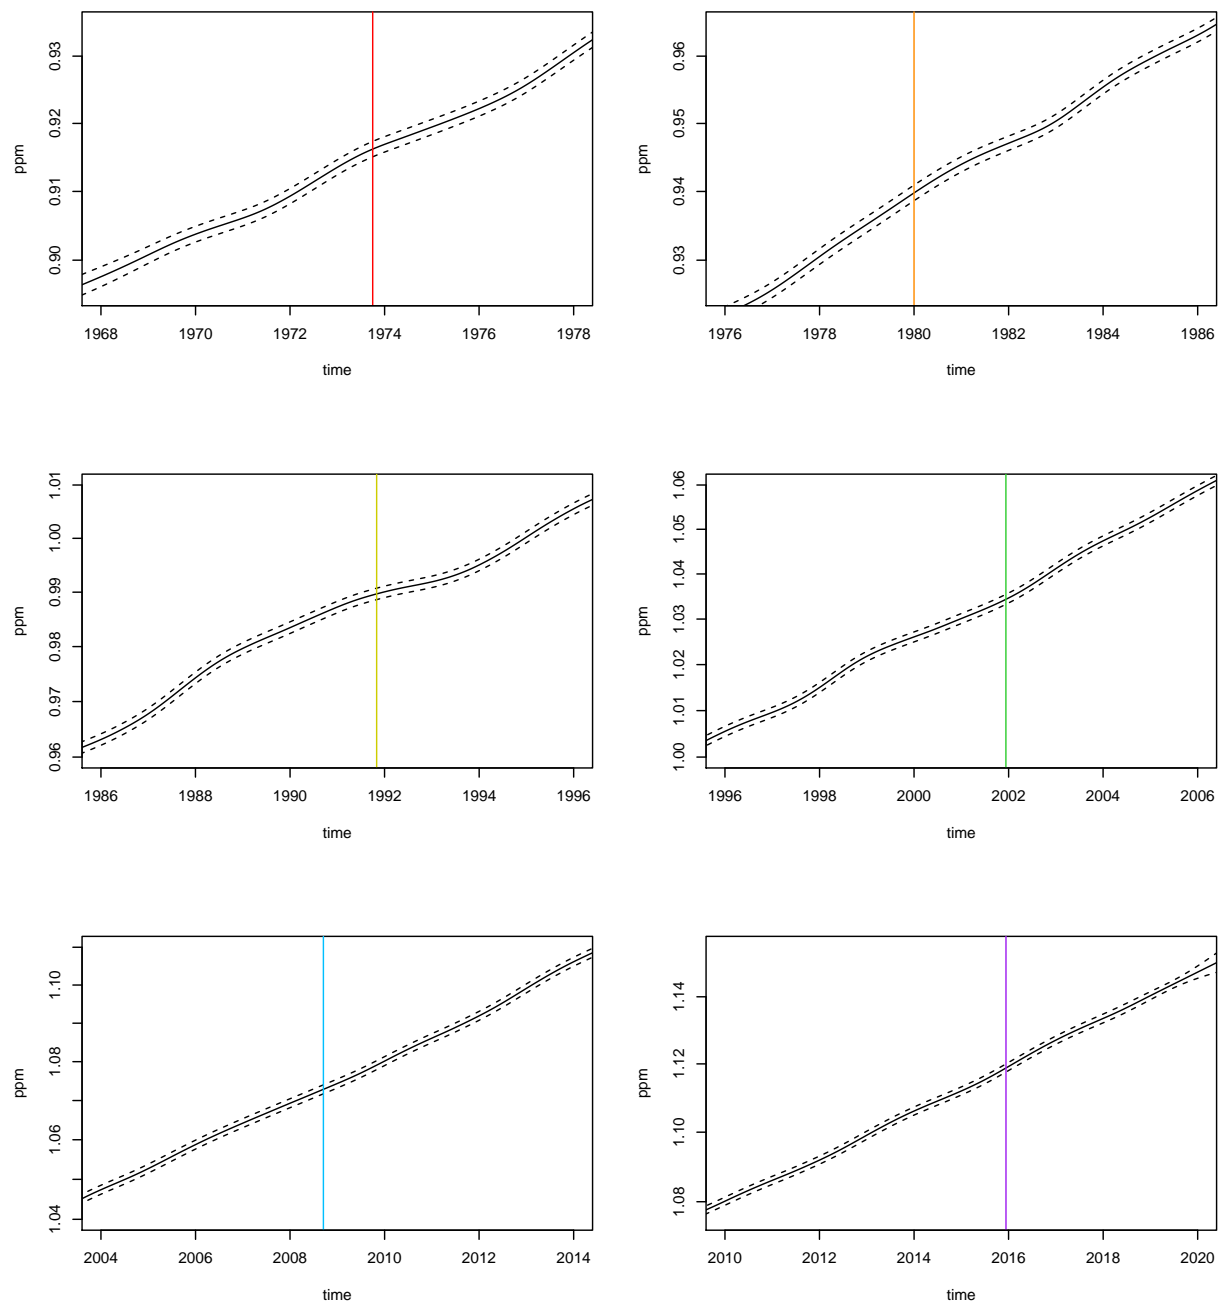 ppm
0.90 0.91 0.92 0.93
1968 1970 1972 1974 1976 1978
time
ppm
0.93 0.94 0.95 0.96
1976 1978 1980 1982 1984 1986
time
ppm
0.96 0.97 0.98 0.99 1.00 1.01
1986 1988 1990 1992 1994 1996
time
ppm
1.00 1.01 1.02 1.03 1.04 1.05 1.06
1996 1998 2000 2002 2004 2006
time
ppm
1.04 1.06 1.08 1.10
2004 2006 2008 2010 2012 2014
time
ppm
1.08 1.10 1.12 1.14
2010 2012 2014 2016 2018 2020
time